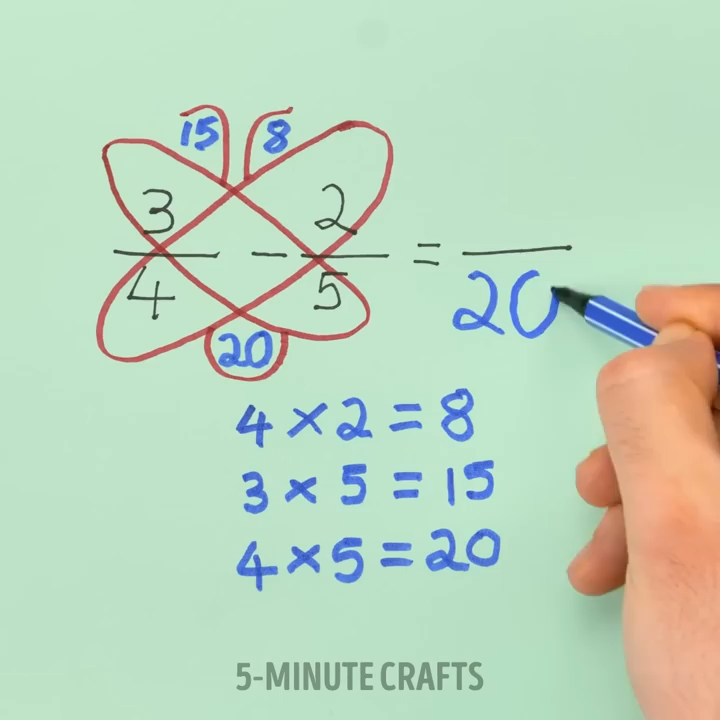 15 8
3 2
— - — = —
4 5 20
20
4 × 2 = 8
3 × 5 = 15
4 × 5 = 20
5-MINUTE CRAFTS